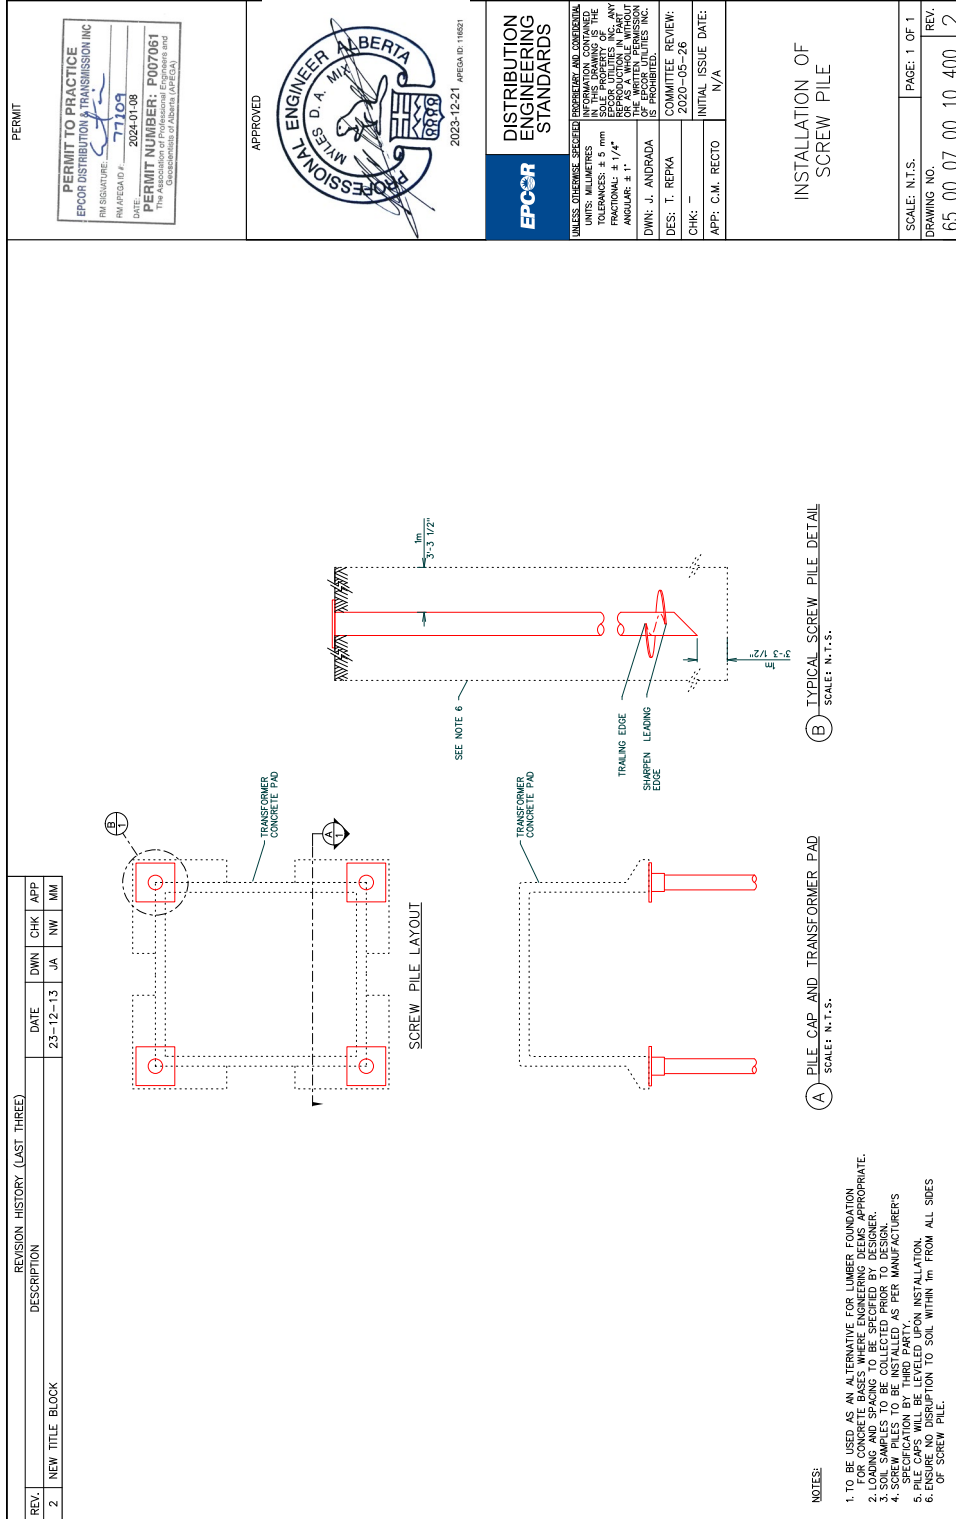 REVISION HISTORY (LAST THREE)
REV. DESCRIPTION DATE DWN CHK APP
2 NEW TITLE BLOCK 23-12-13 JA NW MM
PERMIT
PERMIT TO PRACTICE
EPCOR DISTRIBUTION & TRANSMISSION INC
RM SIGNATURE:
RM APEGA ID #: 77109
DATE: 2024-01-08
PERMIT NUMBER: P007061
The Association of Professional Engineers and
Geoscientists of Alberta (APEGA)
APPROVED
PROFESSIONAL ENGINEER ALBERTA
MYLES D. A. MIX
2023-12-21 APEGA ID: 116521
EPCOR
DISTRIBUTION
ENGINEERING
STANDARDS
UNLESS OTHERWISE SPECIFIED
UNITS: MILLIMETRES
TOLERANCES: ± 5 mm
FRACTIONAL: ± 1/4"
ANGULAR: ± 1°
PROPRIETARY AND CONFIDENTIAL
INFORMATION CONTAINED
IN THIS DRAWING IS THE
SOLE PROPERTY OF
EPCOR UTILITIES INC. ANY
REPRODUCTION IN PART
OR AS A WHOLE WITHOUT
THE WRITTEN PERMISSION
OF EPCOR UTILITIES INC.
IS PROHIBITED.
DWN: J. ANDRADA
DES: T. REPKA
CHK: –
APP: C.M. RECTO
COMMITTEE REVIEW:
2020-05-26
INITIAL ISSUE DATE:
N/A
INSTALLATION OF
SCREW PILE
SCALE: N.T.S. PAGE: 1 OF 1
DRAWING NO. REV.
65 00 07 00 10 400 2
B
1
TRANSFORMER
CONCRETE PAD
A
1
SCREW PILE LAYOUT
TRANSFORMER
CONCRETE PAD
A PILE CAP AND TRANSFORMER PAD
SCALE: N.T.S.
1m
3'-3 1/2"
SEE NOTE 6
TRAILING EDGE
SHARPEN LEADING
EDGE
1m
3'-3 1/2"
B TYPICAL SCREW PILE DETAIL
SCALE: N.T.S.
NOTES:
1. TO BE USED AS AN ALTERNATIVE FOR LUMBER FOUNDATION
FOR CONCRETE BASES WHERE ENGINEERING DEEMS APPROPRIATE.
2. LOADING AND SPACING TO BE SPECIFIED BY DESIGNER.
3. SOIL SAMPLES TO BE COLLECTED PRIOR TO DESIGN.
4. SCREW PILES TO BE INSTALLED AS PER MANUFACTURER'S
SPECIFICATION BY THIRD PARTY.
5. PILE CAPS WILL BE LEVELED UPON INSTALLATION.
6. ENSURE NO DISRUPTION TO SOIL WITHIN 1m FROM ALL SIDES
OF SCREW PILE.